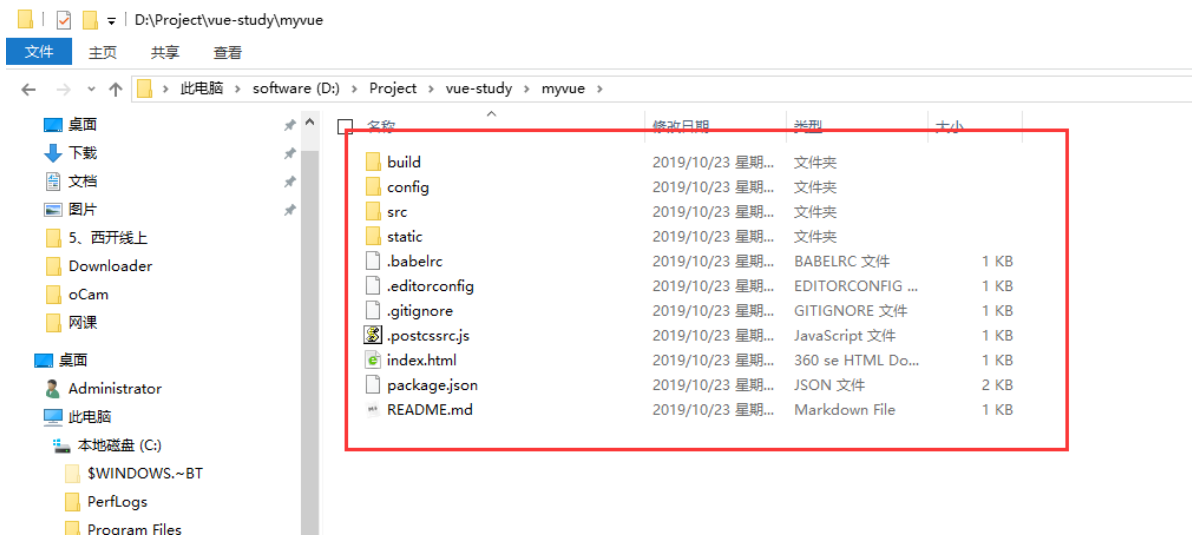 D:\Project\vue-study\myvue
文件 主页 共享 查看
此电脑 software (D:) Project vue-study myvue
桌面
下载
文档
图片
5、西开线上
Downloader
oCam
网课
桌面
Administrator
此电脑
本地磁盘 (C:)
$WINDOWS.~BT
PerfLogs
Program Files
名称 修改日期 类型 大小
build 2019/10/23 星期... 文件夹
config 2019/10/23 星期... 文件夹
src 2019/10/23 星期... 文件夹
static 2019/10/23 星期... 文件夹
.babelrc 2019/10/23 星期... BABELRC 文件 1 KB
.editorconfig 2019/10/23 星期... EDITORCONFIG ... 1 KB
.gitignore 2019/10/23 星期... GITIGNORE 文件 1 KB
.postcssrc.js 2019/10/23 星期... JavaScript 文件 1 KB
index.html 2019/10/23 星期... 360 se HTML Do... 1 KB
package.json 2019/10/23 星期... JSON 文件 2 KB
README.md 2019/10/23 星期... Markdown File 1 KB